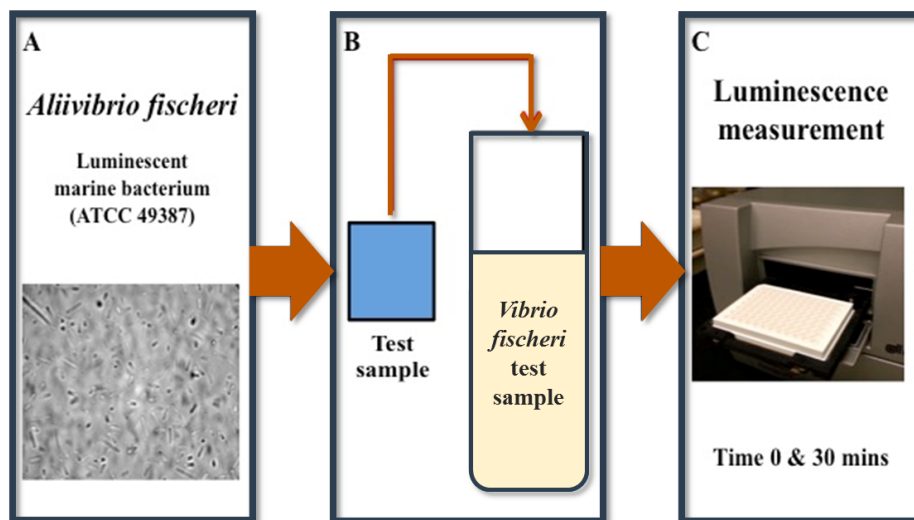 A
Aliivibrio fischeri
Luminescent
marine bacterium
(ATCC 49387)
B
Test
sample
Vibrio
fischeri
test
sample
C
Luminescence
measurement
Time 0 & 30 mins